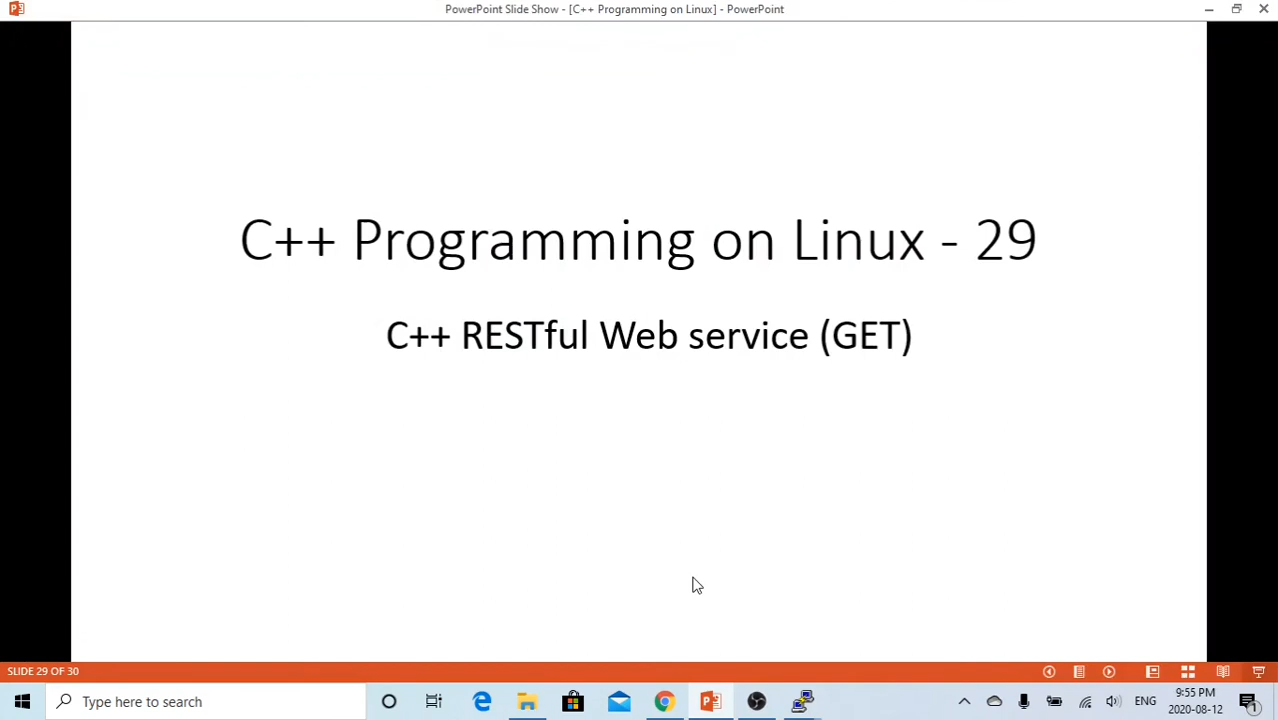 PowerPoint Slide Show - [C++ Programming on Linux] - PowerPoint
C++ Programming on Linux - 29
C++ RESTful Web service (GET)
SLIDE 29 OF 30
Type here to search
ENG
9:55 PM
2020-08-12
1